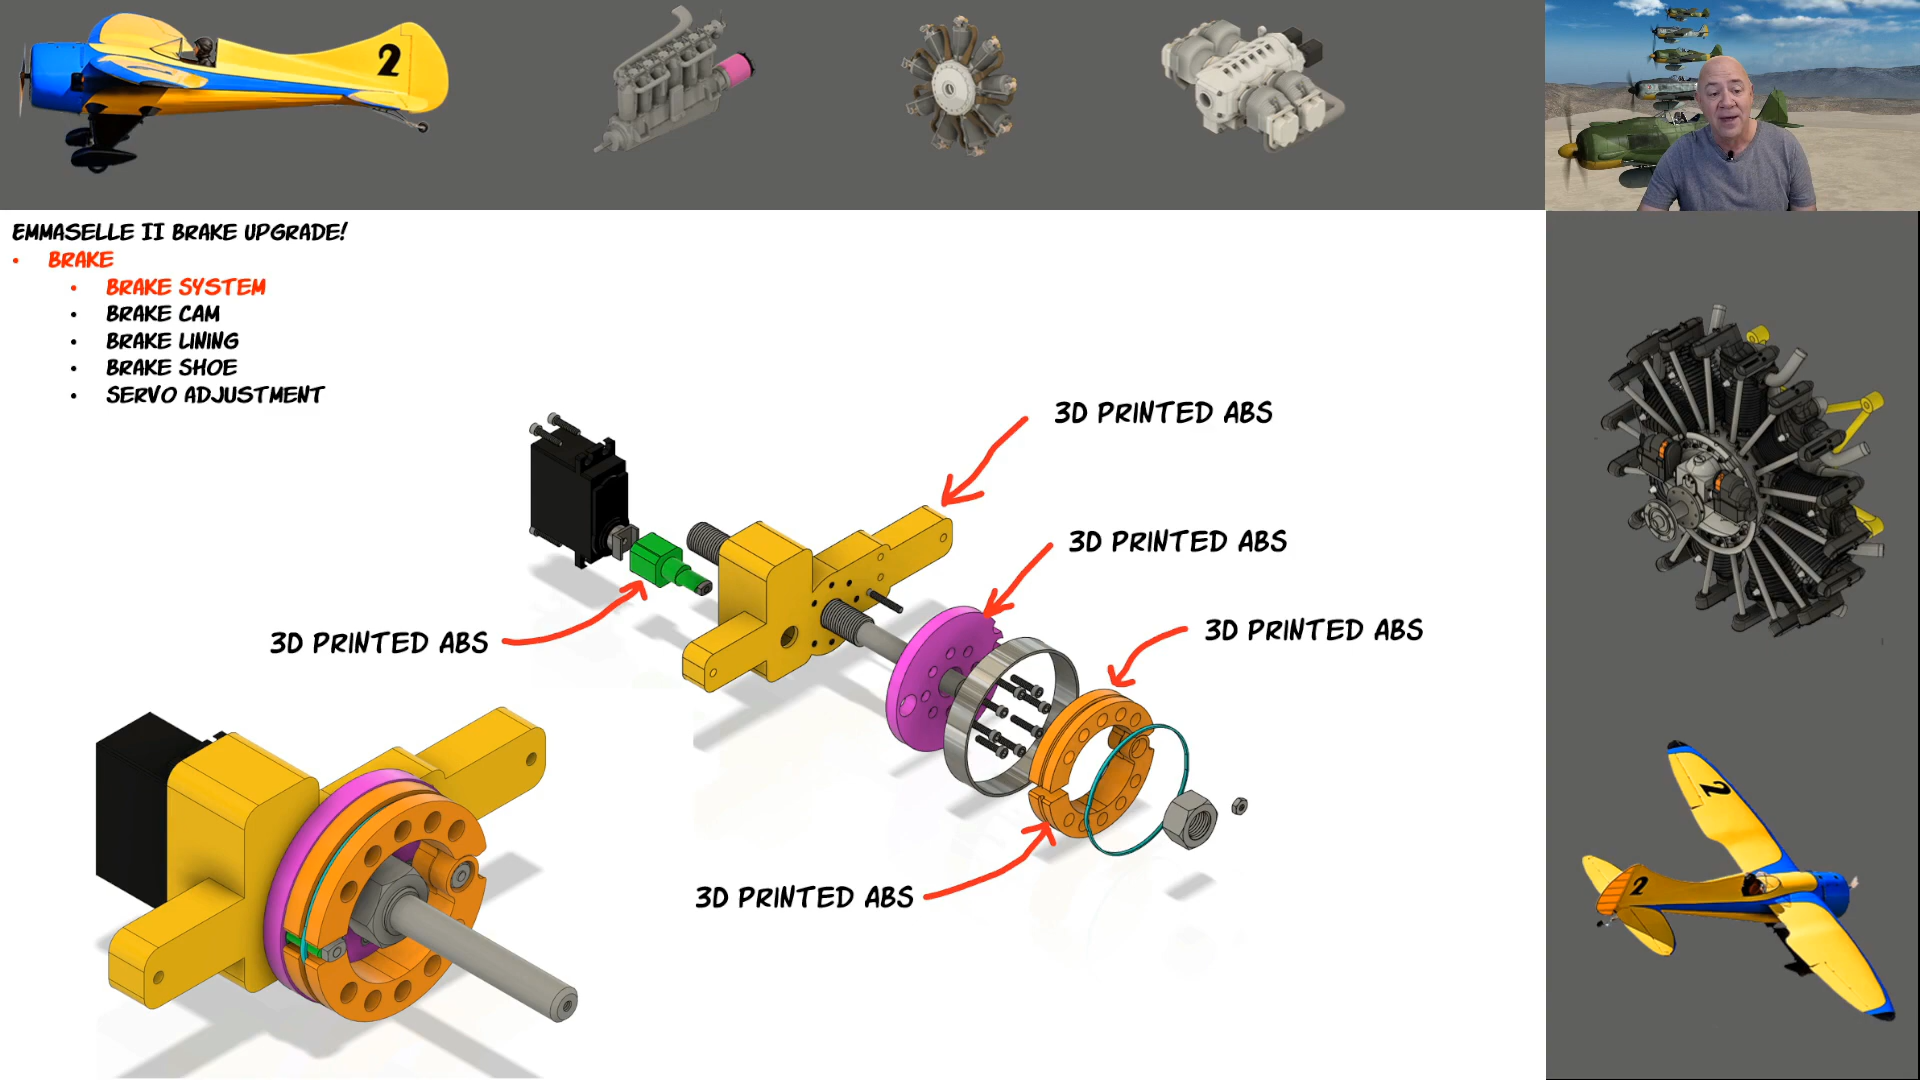 2
EMMASELLE II BRAKE UPGRADE!
• BRAKE
• BRAKE SYSTEM
• BRAKE CAM
• BRAKE LINING
• BRAKE SHOE
• SERVO ADJUSTMENT
3D PRINTED ABS
3D PRINTED ABS
3D PRINTED ABS
3D PRINTED ABS
3D PRINTED ABS
2
2